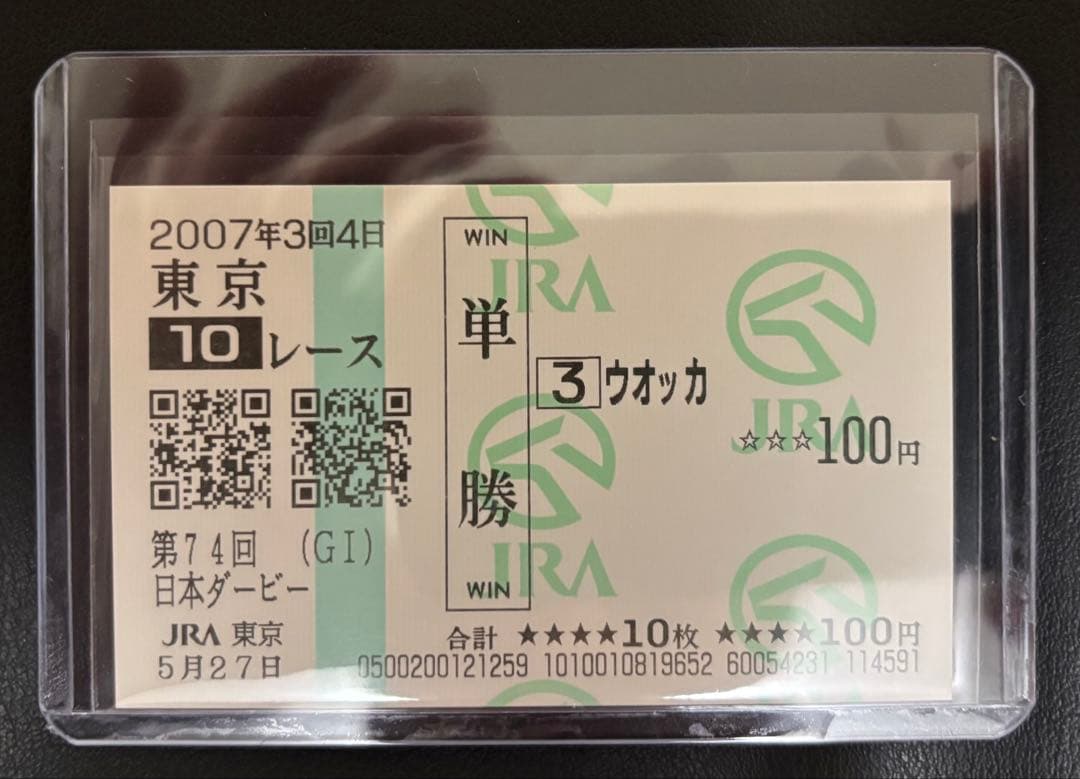 2007年3回4日
東京
10レース
第74回 (GⅠ)
日本ダービー
JRA 東京
5月27日
WIN
単勝
WIN
3 ウオッカ
☆☆☆100円
合計 ★★★★10枚 ★★★★100円
0500200121259 1010010819652 60054231 114591
JRA
JRA
JRA